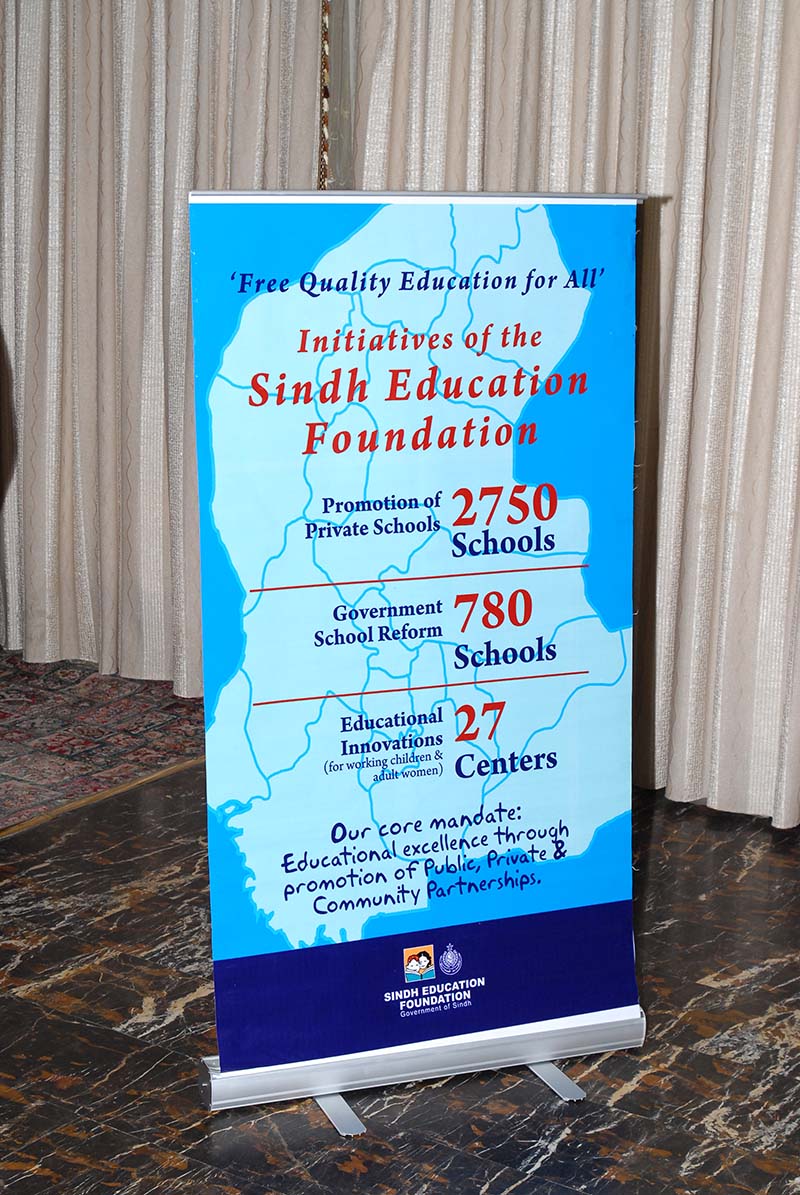 ‘Free Quality Education for All’
Initiatives of the
Sindh Education
Foundation
Promotion of
Private Schools
2750
Schools
Government
School Reform
780
Schools
Educational
Innovations
(for working children &
adult women)
27
Centers
Our core mandate:
Educational excellence through
promotion of Public, Private &
Community Partnerships.
SINDH EDUCATION
FOUNDATION
Government of Sindh